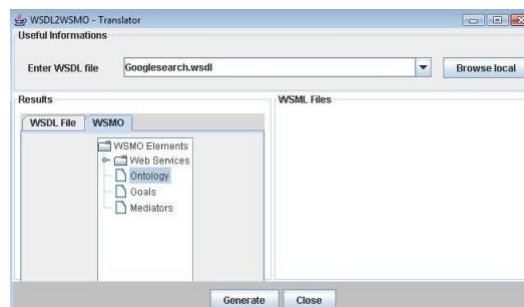 WSDL2WSMO - Translator
Useful Informations
Enter WSDL file
Googlesearch.wsdl
Browse local
Results
WSML Files
WSDL File
WSMO
WSMO Elements
Web Services
Ontology
Goals
Mediators
Generate
Close